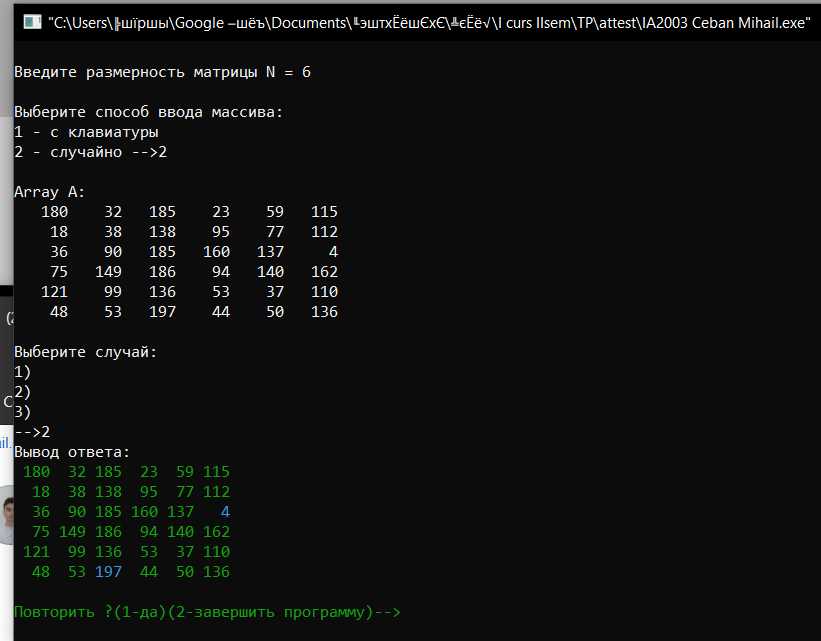 "C:\Users\╠шїршы\Google –шёъ\Documents\╙эштхЁёшЄхЄ\╩єЁё√\I curs IIsem\TP\attest\IA2003 Ceban Mihail.exe"
Введите размерность матрицы N = 6
Выберите способ ввода массива:
1 - с клавиатуры
2 - случайно -->2
Array A:
180 32 185 23 59 115
18 38 138 95 77 112
36 90 185 160 137 4
75 149 186 94 140 162
121 99 136 53 37 110
48 53 197 44 50 136
Выберите случай:
1)
2)
3)
-->2
Вывод ответа:
180 32 185 23 59 115
18 38 138 95 77 112
36 90 185 160 137 4
75 149 186 94 140 162
121 99 136 53 37 110
48 53 197 44 50 136
Повторить ?(1-да)(2-завершить программу)-->